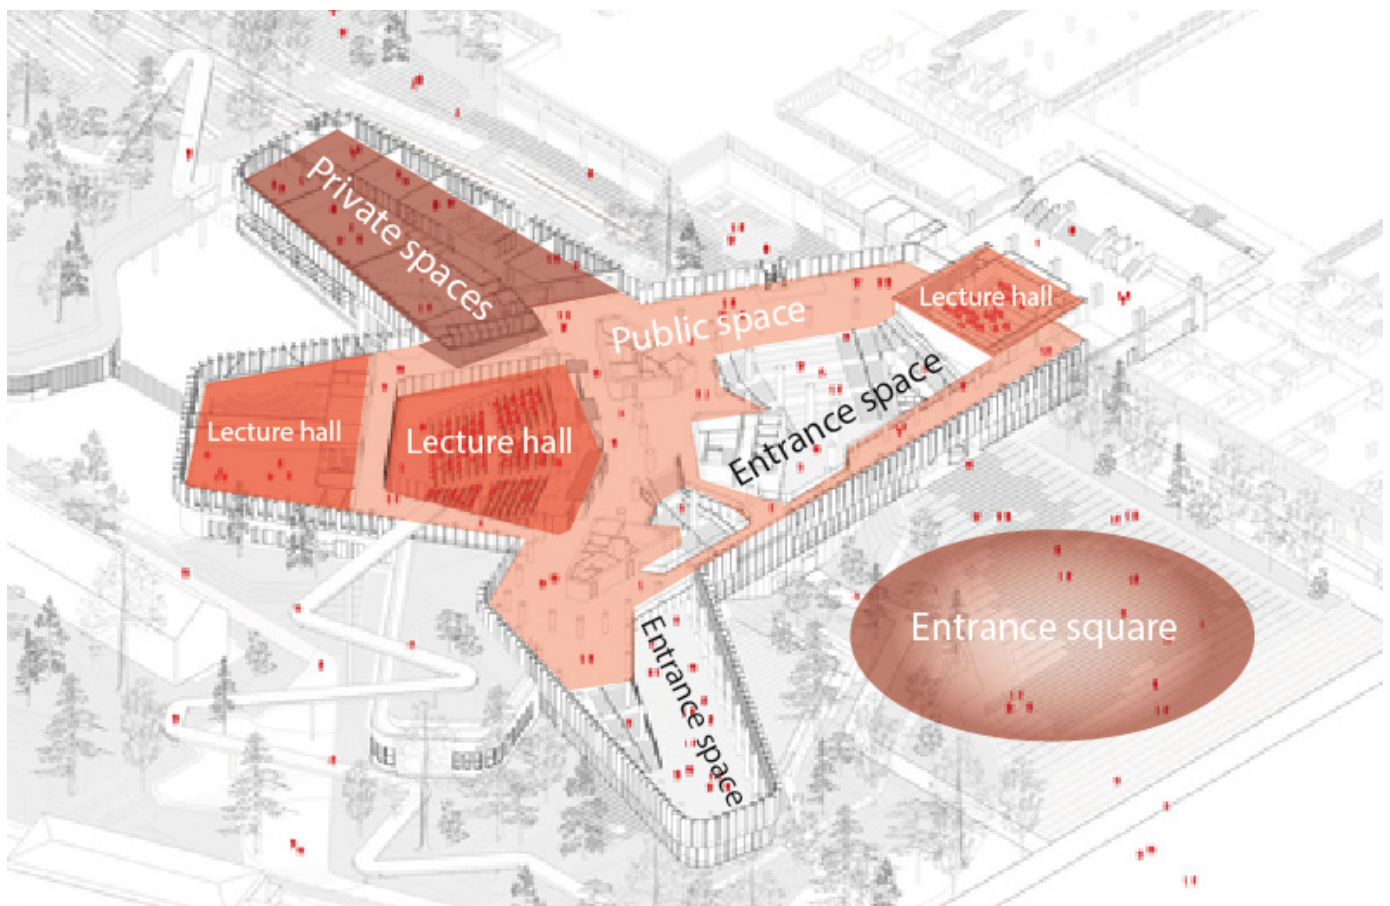 Private spaces
Lecture hall
Public space
Entrance space
Lecture hall
Lecture hall
Entrance space
Entrance square